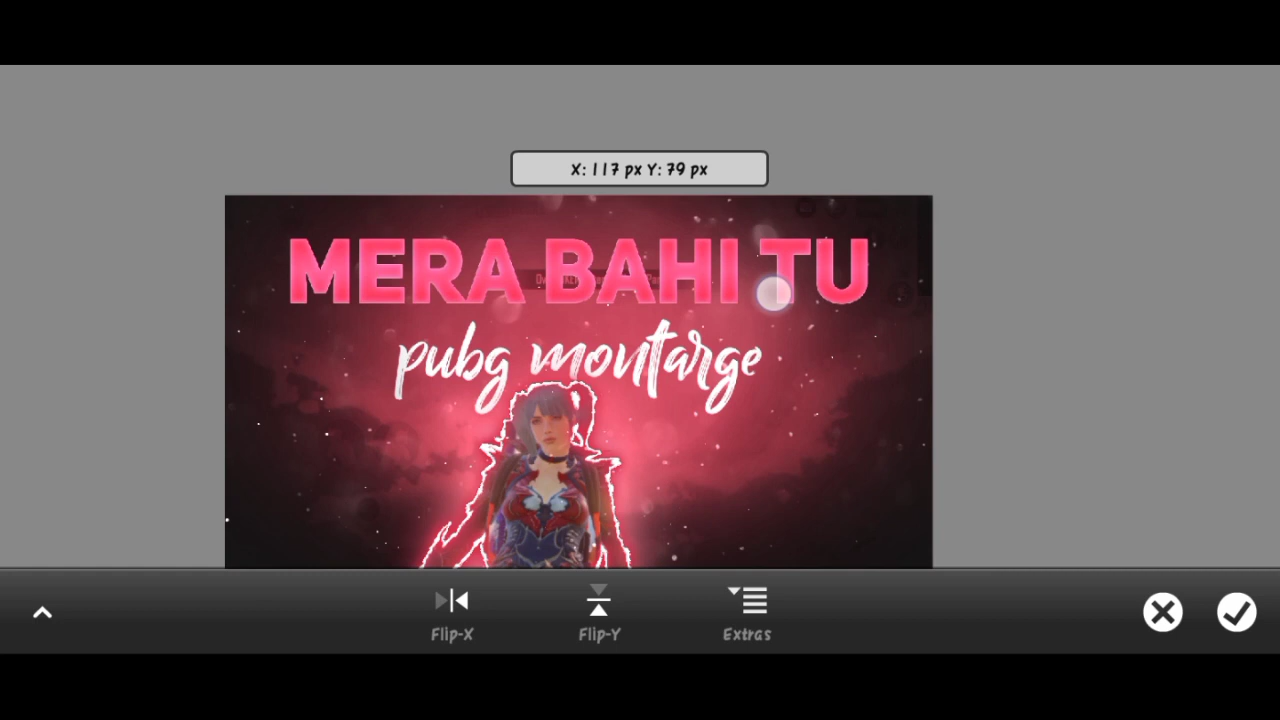 X: 117 px Y: 79 px
MERA BAHI TU
pubg montarge
Flip-X
Flip-Y
Extras